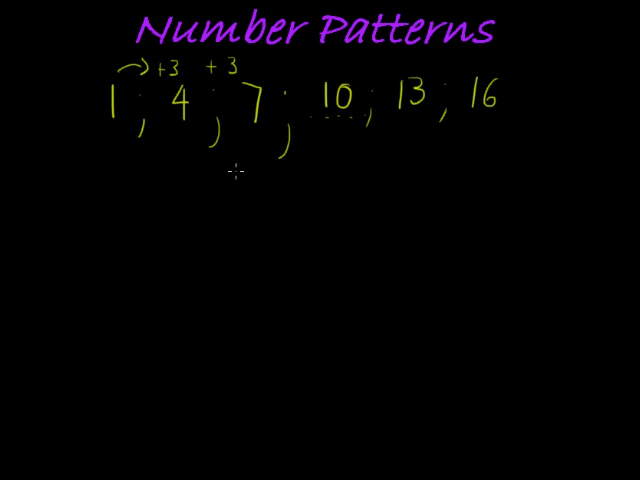 Number Patterns
+3 +3
1 ; 4 ; 7 ; 10 ; 13 ; 16